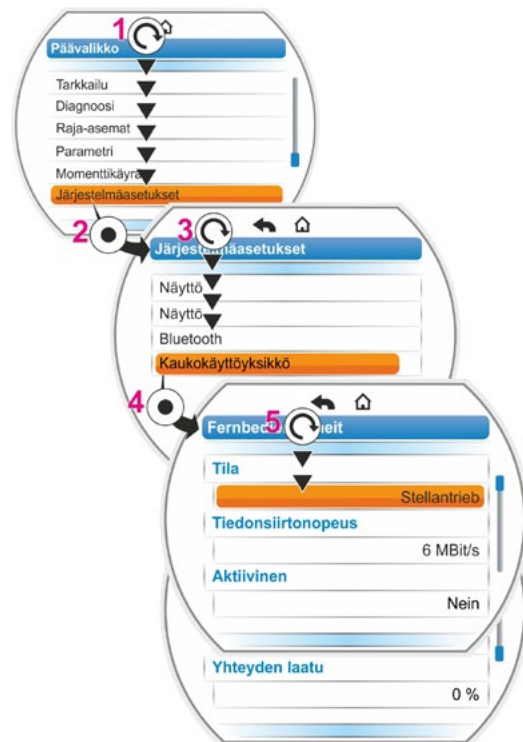 1
Päävalikko
Tarkkailu
Diagnoosi
Raja-asemat
Parametri
Momenttikäyrä
Järjestelmäasetukset
2
3
Järjestelmäasetukset
Näyttö
Näyttö
Bluetooth
Kaukokäyttöyksikkö
4
5
Tila
Stellantrieb
Tiedonsiirtonopeus
6 MBit/s
Aktiivinen
Nein
Yhteyden laatu
0 %